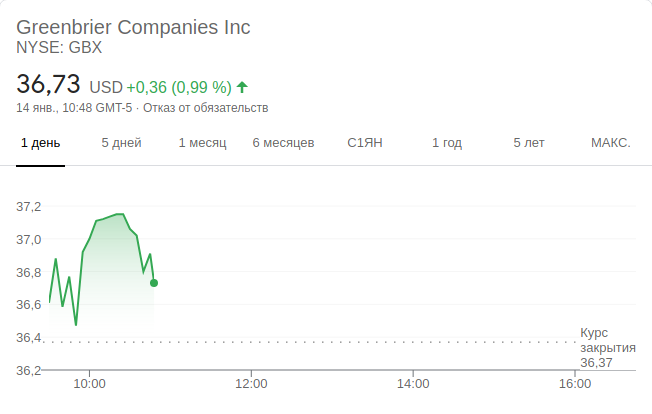 Greenbrier Companies Inc
NYSE: GBX
36,73 USD +0,36 (0,99 %)
14 янв., 10:48 GMT-5 · Отказ от обязательств
1 день 5 дней 1 месяц 6 месяцев С1ЯН 1 год 5 лет МАКС.
37,2
37,0
36,8
36,6
36,4
Курс
закрытия
36,37
36,2
10:00 12:00 14:00 16:00